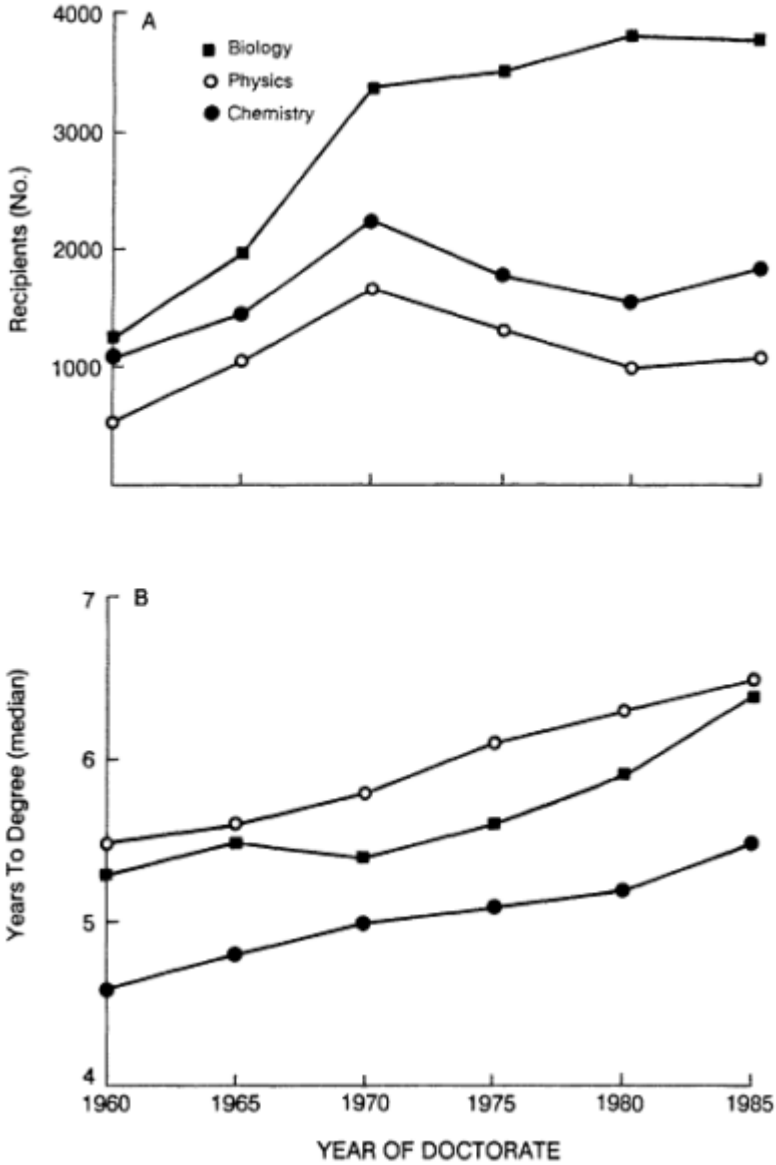 4000
A
Biology
Physics
Chemistry
3000
2000
1000
Recipients (No.)
7
B
6
5
4
Years To Degree (median)
1960 1965 1970 1975 1980 1985
YEAR OF DOCTORATE